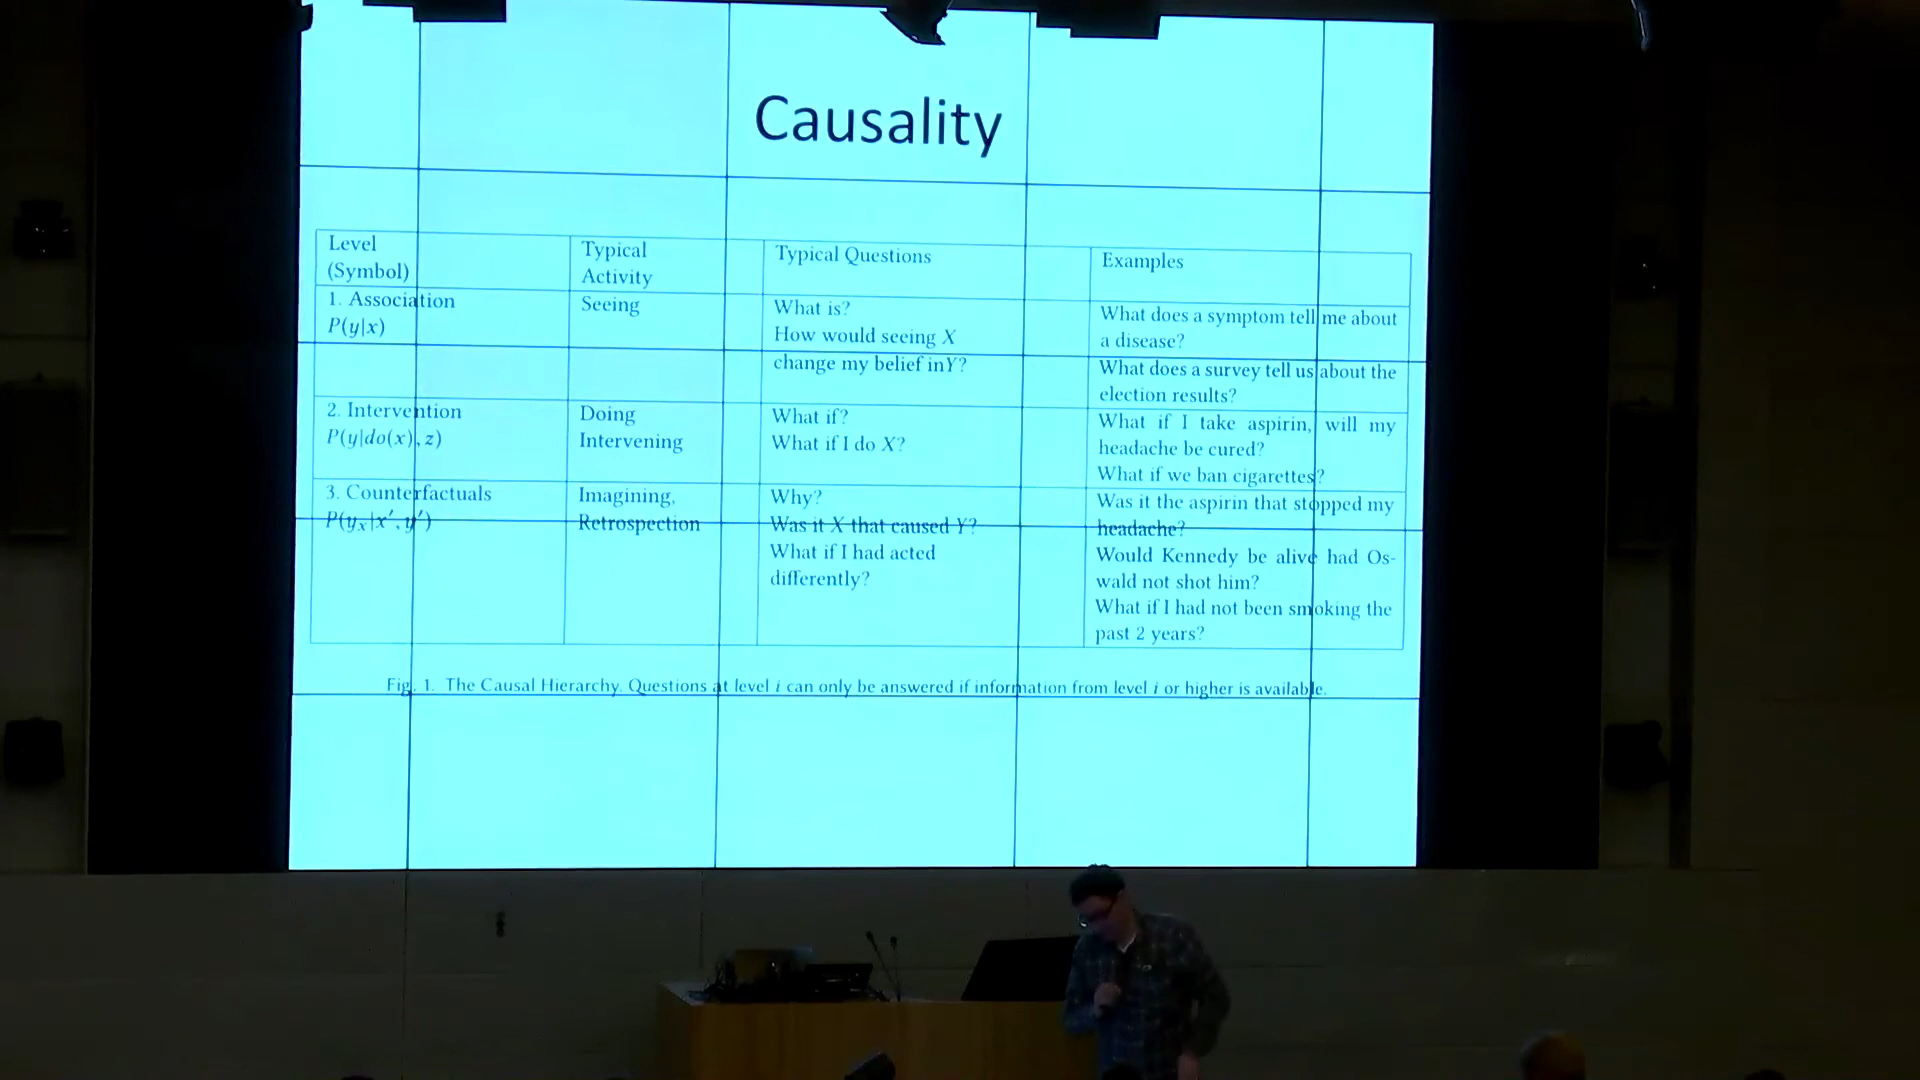 Causality
Level
(Symbol)
Typical
Activity
Typical Questions
Examples
1. Association
P(y|x)
Seeing
What is?
How would seeing X
change my belief inY?
What does a symptom tell me about
a disease?
What does a survey tell us about the
election results?
2. Intervention
P(y|do(x), z)
Doing
Intervening
What if?
What if I do X?
What if I take aspirin, will my
headache be cured?
What if we ban cigarettes?
3. Counterfactuals
P(yₓ|x′, y′)
Imagining,
Retrospection
Why?
Was it X that caused Y?
What if I had acted
differently?
Was it the aspirin that stopped my
headache?
Would Kennedy be alive had Os-
wald not shot him?
What if I had not been smoking the
past 2 years?
Fig. 1. The Causal Hierarchy. Questions at level i can only be answered if information from level i or higher is available.